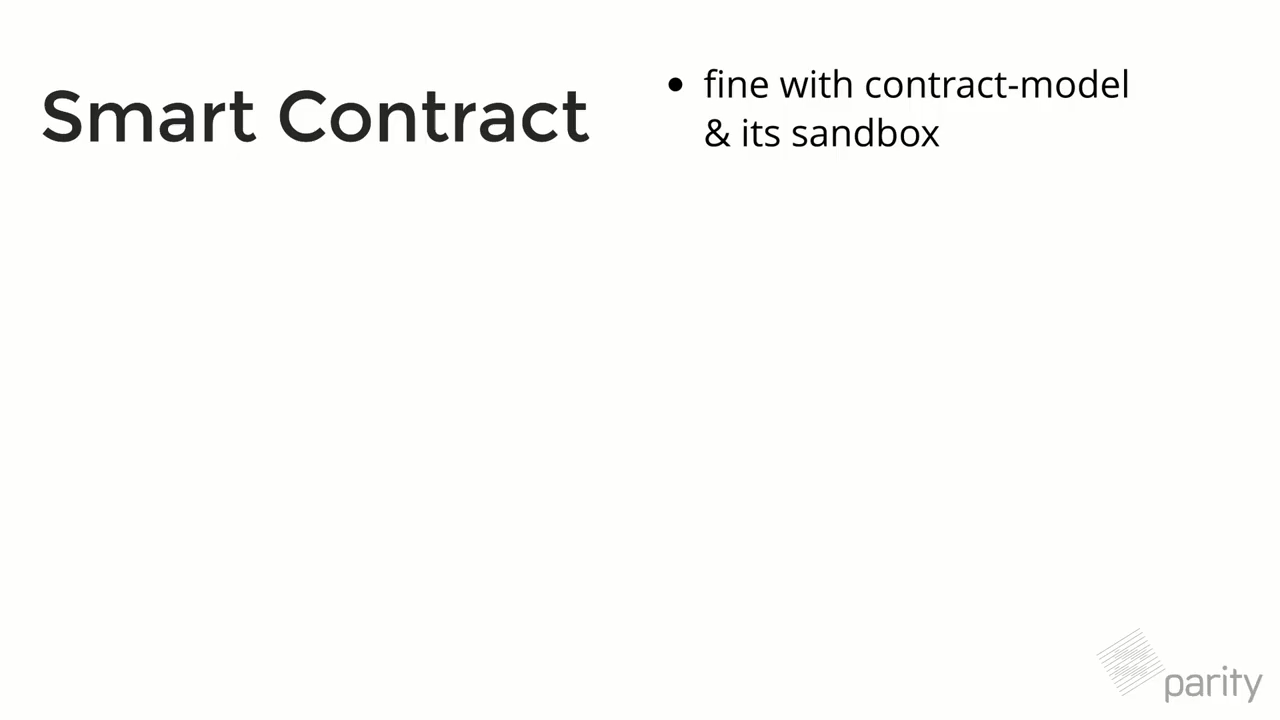 Smart Contract
• fine with contract-model
& its sandbox
parity